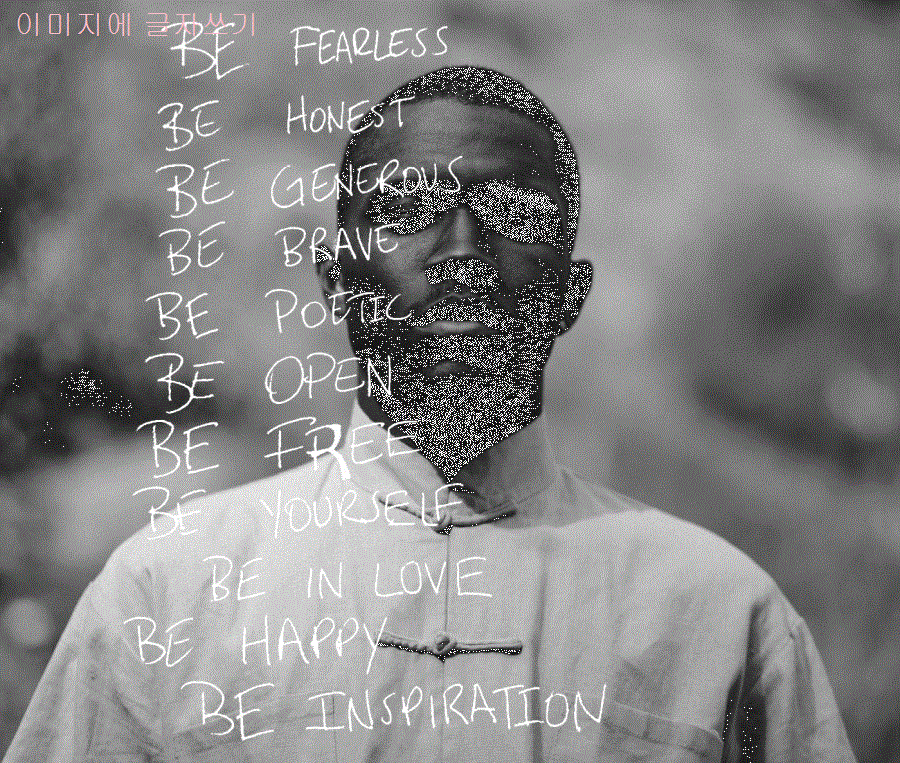 이미지에 글자쓰기
BE FEARLESS
BE HONEST
BE GENEROUS
BE BRAVE
BE POETIC
BE OPEN
BE FREE
BE YOURSELF
BE IN LOVE
BE HAPPY
BE INSPIRATION